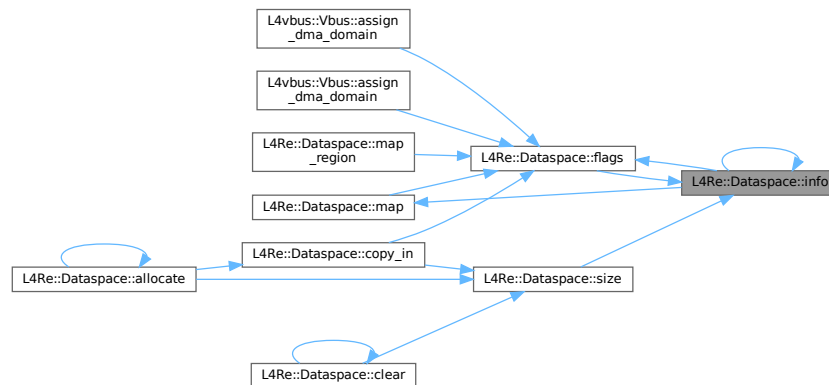 L4vbus::Vbus::assign
_dma_domain
L4vbus::Vbus::assign
_dma_domain
L4Re::Dataspace::map
_region
L4Re::Dataspace::flags
L4Re::Dataspace::info
L4Re::Dataspace::map
L4Re::Dataspace::copy_in
L4Re::Dataspace::allocate
L4Re::Dataspace::size
L4Re::Dataspace::clear